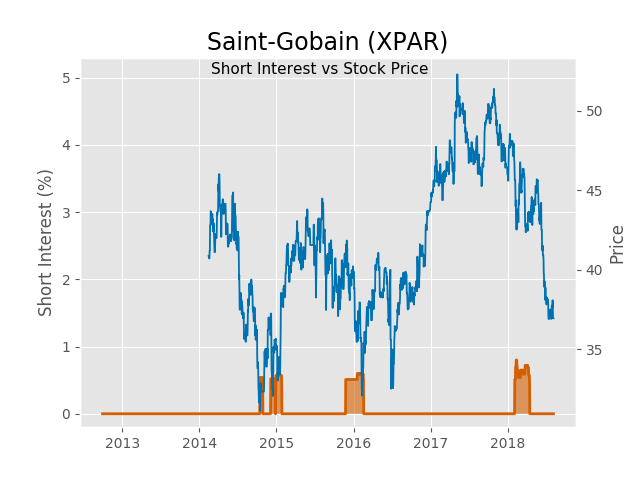 Saint-Gobain (XPAR)
Short Interest vs Stock Price
Short Interest (%)
5
4
3
2
1
0
50
45
40
35
Price
2013 2014 2015 2016 2017 2018